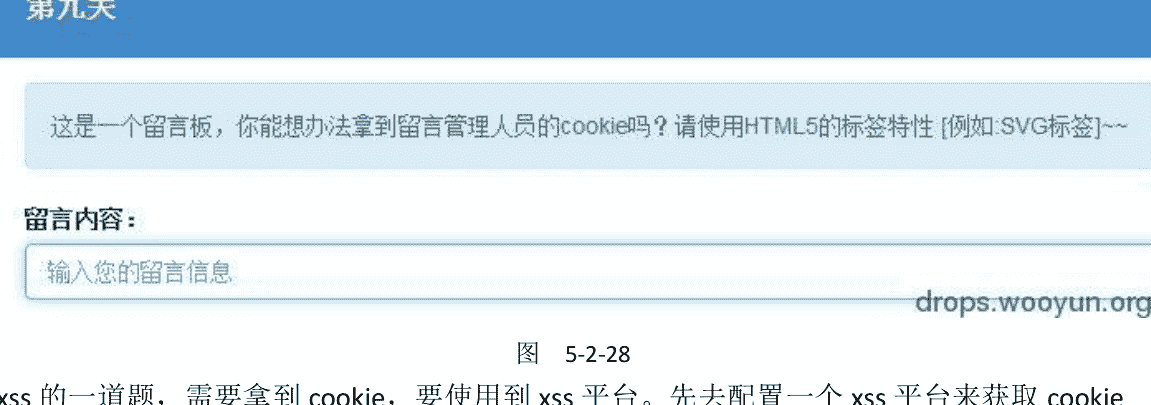 第九关
这是一个留言板，你能想办法拿到留言管理人员的cookie吗？请使用HTML5的标签特性 [例如:SVG标签]~~
留言内容：
输入您的留言信息
drops.wooyun.org
图 5-2-28
xss 的一道题，需要拿到 cookie，要使用到 xss 平台。先去配置一个 xss 平台来获取 cookie